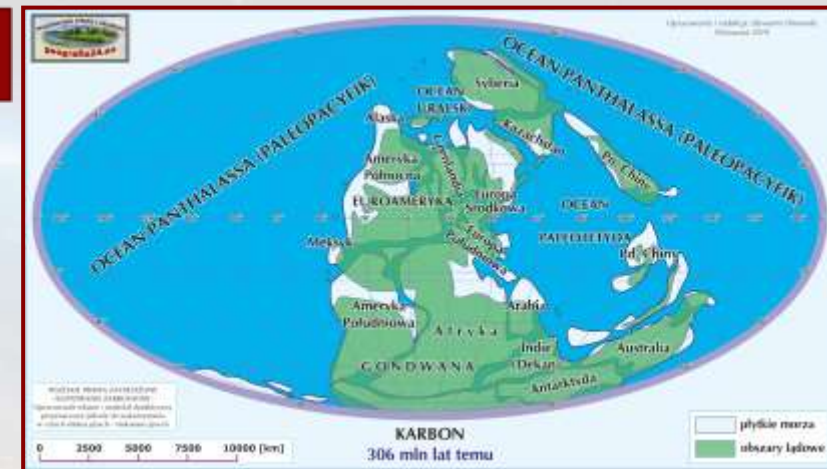 geografia24.eu
OCEAN PANTHALASSA (PALEOPACYFIK)
OCEAN PANTHALASSA (PALEOPACYFIK)
OCEAN
URALSKI
Syberia
Kazachstan
Alaska
Grenlandia
Ameryka
Północna
EUROAMERYKA
Europa
Środkowa
Pn. Chiny
OCEAN
PALEOTETYDA
Meksyk
Europa
Południowa
Pd. Chiny
Ameryka
Południowa
Arabia
Afryka
Indie
(Dekan)
Australia
GONDWANA
Antarktyda
0 2500 5000 7500 10000 [km]
KARBON
306 mln lat temu
płytkie morza
obszary lądowe